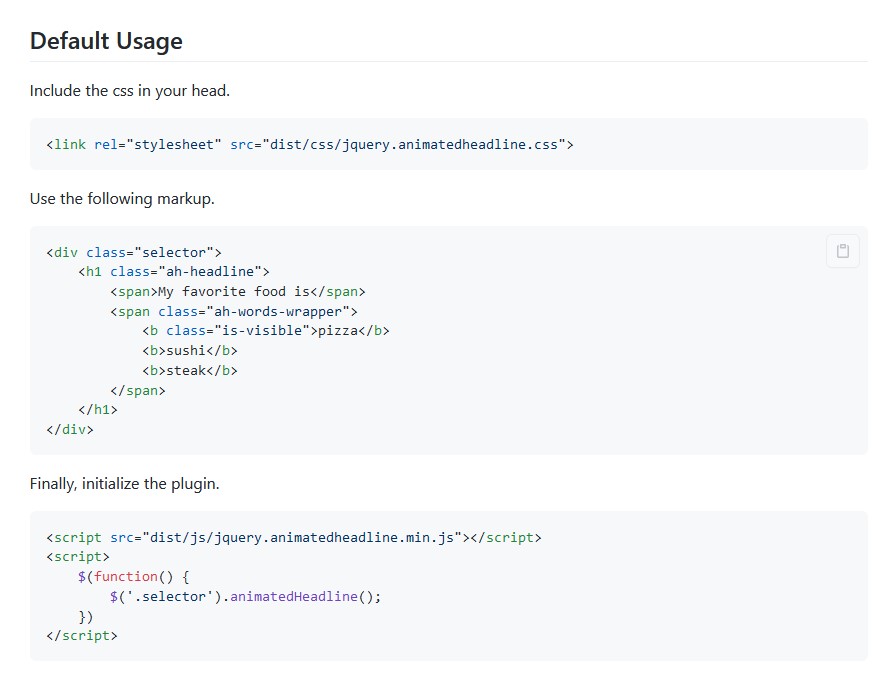 Default Usage
Include the css in your head.
<link rel="stylesheet" src="dist/css/jquery.animatedheadline.css">
Use the following markup.
<div class="selector">
    <h1 class="ah-headline">
        <span>My favorite food is</span>
        <span class="ah-words-wrapper">
            <b class="is-visible">pizza</b>
            <b>sushi</b>
            <b>steak</b>
        </span>
    </h1>
</div>
Finally, initialize the plugin.
<script src="dist/js/jquery.animatedheadline.min.js"></script>
<script>
    $(function() {
        $('.selector').animatedHeadline();
    })
</script>